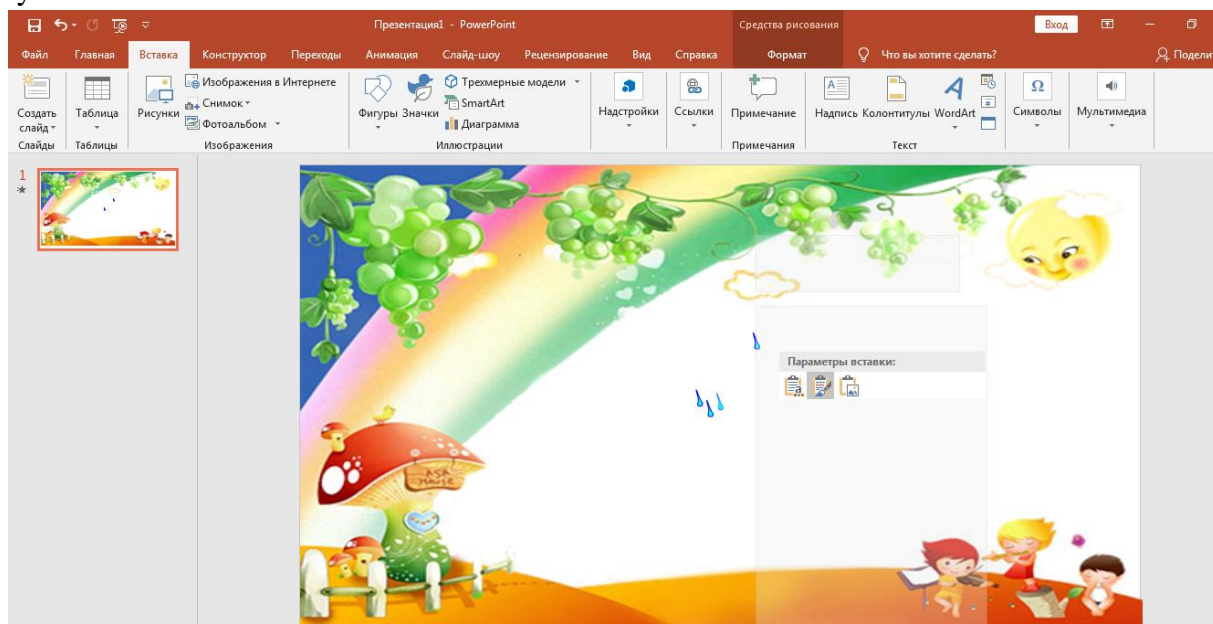 Презентация1 - PowerPoint
Средства рисования
Вход
Файл Главная Вставка Конструктор Переходы Анимация Слайд-шоу Рецензирование Вид Справка Формат Что вы хотите сделать?
Создать слайд
Таблица
Рисунки
Изображения в Интернете
Снимок
Фотоальбом
Фигуры Значки
Трехмерные модели
SmartArt
Диаграмма
Надстройки
Ссылки
Примечание
Надпись Колонтитулы WordArt
Символы
Мультимедиа
Слайды Таблицы Изображения Иллюстрации Примечания Текст
1
Параметры вставки: